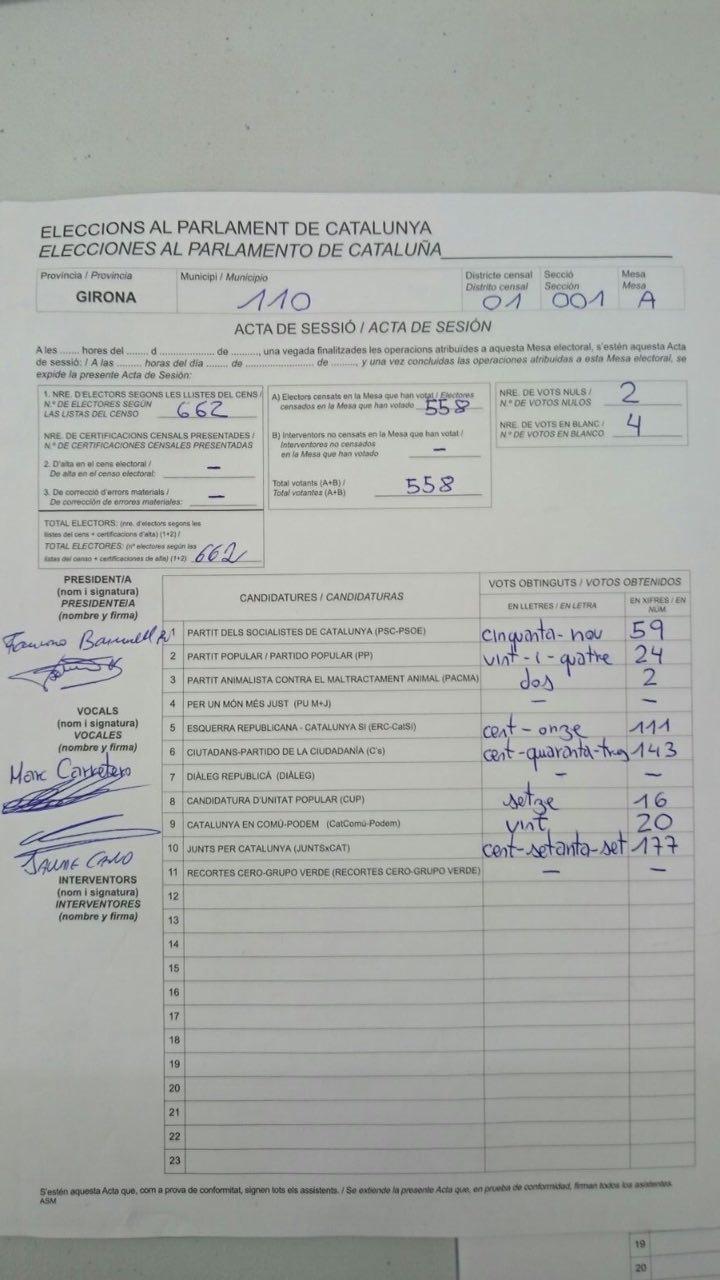 ELECCIONS AL PARLAMENT DE CATALUNYA
ELECCIONES AL PARLAMENTO DE CATALUÑA
Província / Provincia
GIRONA
Municipi / Municipio
110
Districte censal
Distrito censal
01
Secció
Sección
001
Mesa
Mesa
A
ACTA DE SESSIÓ / ACTA DE SESIÓN
A les ....... hores del ....... d ..................... de ........., una vegada finalitzades les operacions atribuïdes a aquesta Mesa electoral, s'estén aquesta Acta
de sessió: / A las ....... horas del día ....... de ..................... de ........, y una vez concluidas las operaciones atribuidas a esta Mesa electoral, se
expide la presente Acta de Sesión:
1. NRE. D'ELECTORS SEGONS LES LLISTES DEL CENS /
N.º DE ELECTORES SEGÚN
LAS LISTAS DEL CENSO 662
NRE. DE CERTIFICACIONS CENSALS PRESENTADES /
N.º DE CERTIFICACIONES CENSALES PRESENTADAS
2. D'alta en el cens electoral /
De alta en el censo electoral: –
3. De correcció d'errors materials /
De corrección de errores materiales: –
TOTAL ELECTORS: (nre. d'electors segons les
llistes del cens + certificacions d'alta) (1+2) /
TOTAL ELECTORES: (nº electores según las
listas del censo + certificaciones de alta) (1+2) 662
A) Electors censats en la Mesa que han votat / Electores
censados en la Mesa que han votado 558
B) Interventors no censats en la Mesa que han votat /
Interventores no censados
en la Mesa que han votado –
Total votants (A+B) /
Total votantes (A+B) 558
NRE. DE VOTS NULS /
N.º DE VOTOS NULOS 2
NRE. DE VOTS EN BLANC /
N.º DE VOTOS EN BLANCO 4
PRESIDENT/A
(nom i signatura)
PRESIDENTE/A
(nombre y firma)
VOCALS
(nom i signatura)
VOCALES
(nombre y firma)
Marc Carretero
JAUME CANO
INTERVENTORS
(nom i signatura)
INTERVENTORES
(nombre y firma)
CANDIDATURES / CANDIDATURAS
VOTS OBTINGUTS / VOTOS OBTENIDOS
EN LLETRES / EN LETRA
EN XIFRES / EN NÚM.
1 PARTIT DELS SOCIALISTES DE CATALUNYA (PSC-PSOE) cinquanta-nou 59
2 PARTIT POPULAR / PARTIDO POPULAR (PP) vint-i-quatre 24
3 PARTIT ANIMALISTA CONTRA EL MALTRACTAMENT ANIMAL (PACMA) dos 2
4 PER UN MÓN MÉS JUST (PU M+J) – –
5 ESQUERRA REPUBLICANA - CATALUNYA SÍ (ERC-CatSí) cent-onze 111
6 CIUTADANS-PARTIDO DE LA CIUDADANÍA (C's) cent-quaranta-tres 143
7 DIÀLEG REPUBLICÀ (DIÀLEG) – –
8 CANDIDATURA D'UNITAT POPULAR (CUP) setze 16
9 CATALUNYA EN COMÚ-PODEM (CatComú-Podem) vint 20
10 JUNTS PER CATALUNYA (JUNTSxCAT) cent-setanta-set 177
11 RECORTES CERO-GRUPO VERDE (RECORTES CERO-GRUPO VERDE) – –
12
13
14
15
16
17
18
19
20
21
22
23
S'estén aquesta Acta que, com a prova de conformitat, signen tots els assistents. / Se extiende la presente Acta que, en prueba de conformidad, firman todos los asistentes.
ASM
19
20